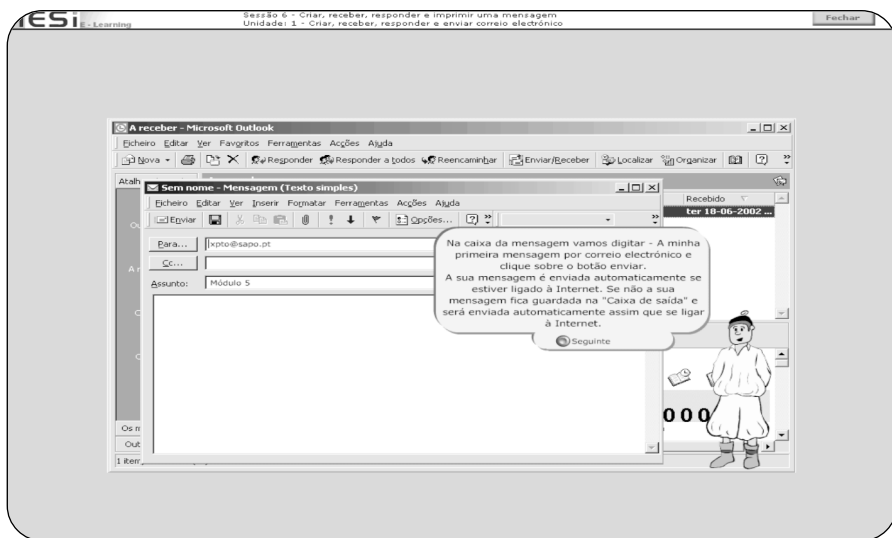 TESi E-Learning
Sessão 6 - Criar, receber, responder e imprimir uma mensagem
Unidade: 1 - Criar, receber, responder e enviar correio electrónico
Fechar
A receber - Microsoft Outlook
Ficheiro Editar Ver Favoritos Ferramentas Acções Ajuda
Nova Responder Responder a todos Reencaminhar Enviar/Receber Localizar Organizar
Atalh
Sem nome - Mensagem (Texto simples)
Recebido
ter 18-06-2002 ...
Ficheiro Editar Ver Inserir Formatar Ferramentas Acções Ajuda
Enviar Opções...
Para... xpto@sapo.pt
Cc...
Assunto: Módulo 5
Na caixa da mensagem vamos digitar - A minha
primeira mensagem por correio electrónico e
clique sobre o botão enviar.
A sua mensagem é enviada automaticamente se
estiver ligado à Internet. Se não a sua
mensagem fica guardada na "Caixa de saída" e
será enviada automaticamente assim que se ligar
à Internet.
Seguinte
000
Os m
Out
1 item